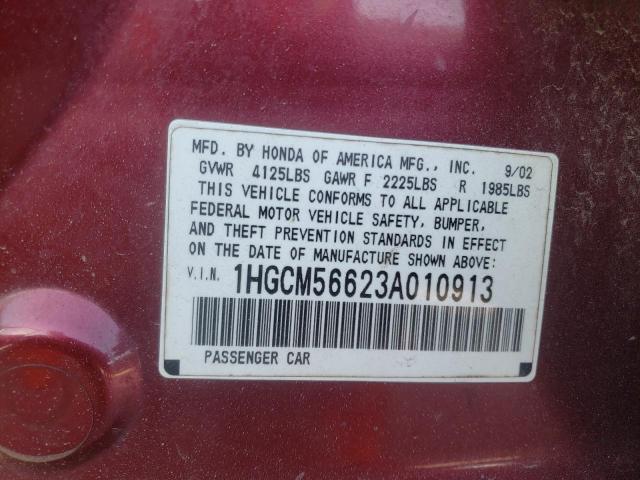 MFD. BY HONDA OF AMERICA MFG., INC. 9/02
GVWR 4125LBS GAWR F 2225LBS R 1985LBS
THIS VEHICLE CONFORMS TO ALL APPLICABLE
FEDERAL MOTOR VEHICLE SAFETY, BUMPER,
AND THEFT PREVENTION STANDARDS IN EFFECT
ON THE DATE OF MANUFACTURE SHOWN ABOVE:
V.I.N. 1HGCM56623A010913
PASSENGER CAR